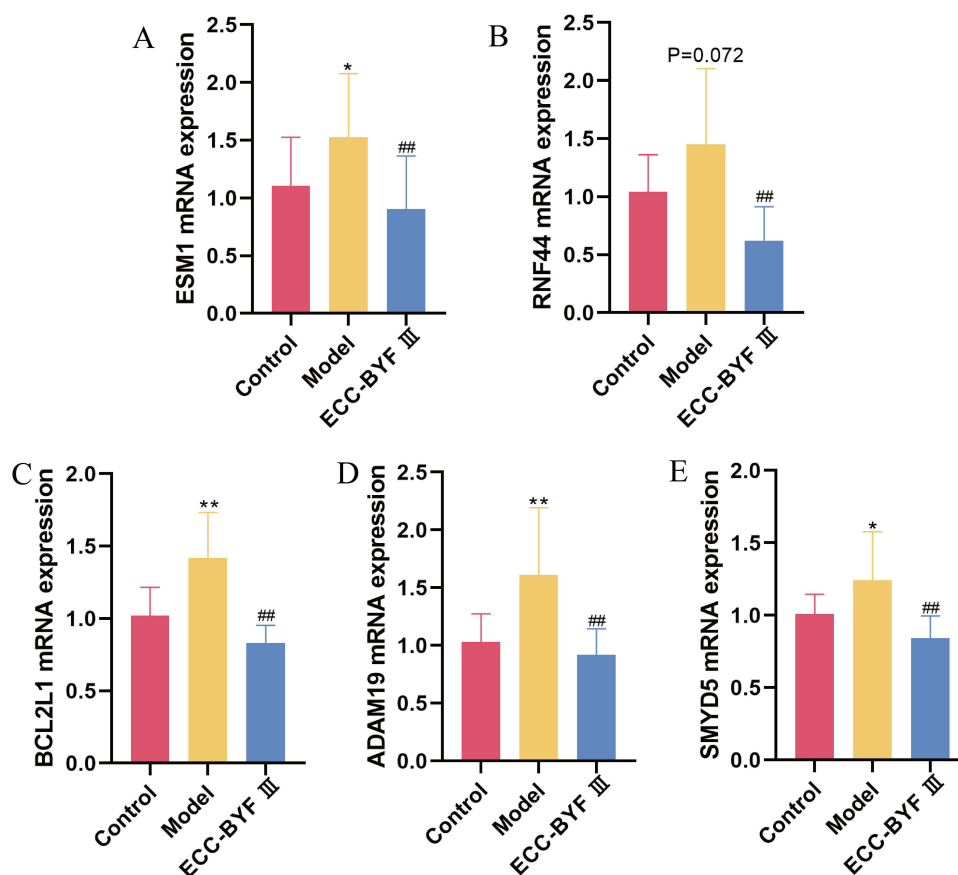 A
ESM1 mRNA expression
2.5
2.0
1.5
1.0
0.5
0.0
*
##
Control
Model
ECC-BYF Ⅲ
B
RNF44 mRNA expression
2.5
2.0
1.5
1.0
0.5
0.0
P=0.072
##
Control
Model
ECC-BYF Ⅲ
C
BCL2L1 mRNA expression
2.0
1.5
1.0
0.5
0.0
**
##
Control
Model
ECC-BYF Ⅲ
D
ADAM19 mRNA expression
2.5
2.0
1.5
1.0
0.5
0.0
**
##
Control
Model
ECC-BYF Ⅲ
E
SMYD5 mRNA expression
2.0
1.5
1.0
0.5
0.0
*
##
Control
Model
ECC-BYF Ⅲ